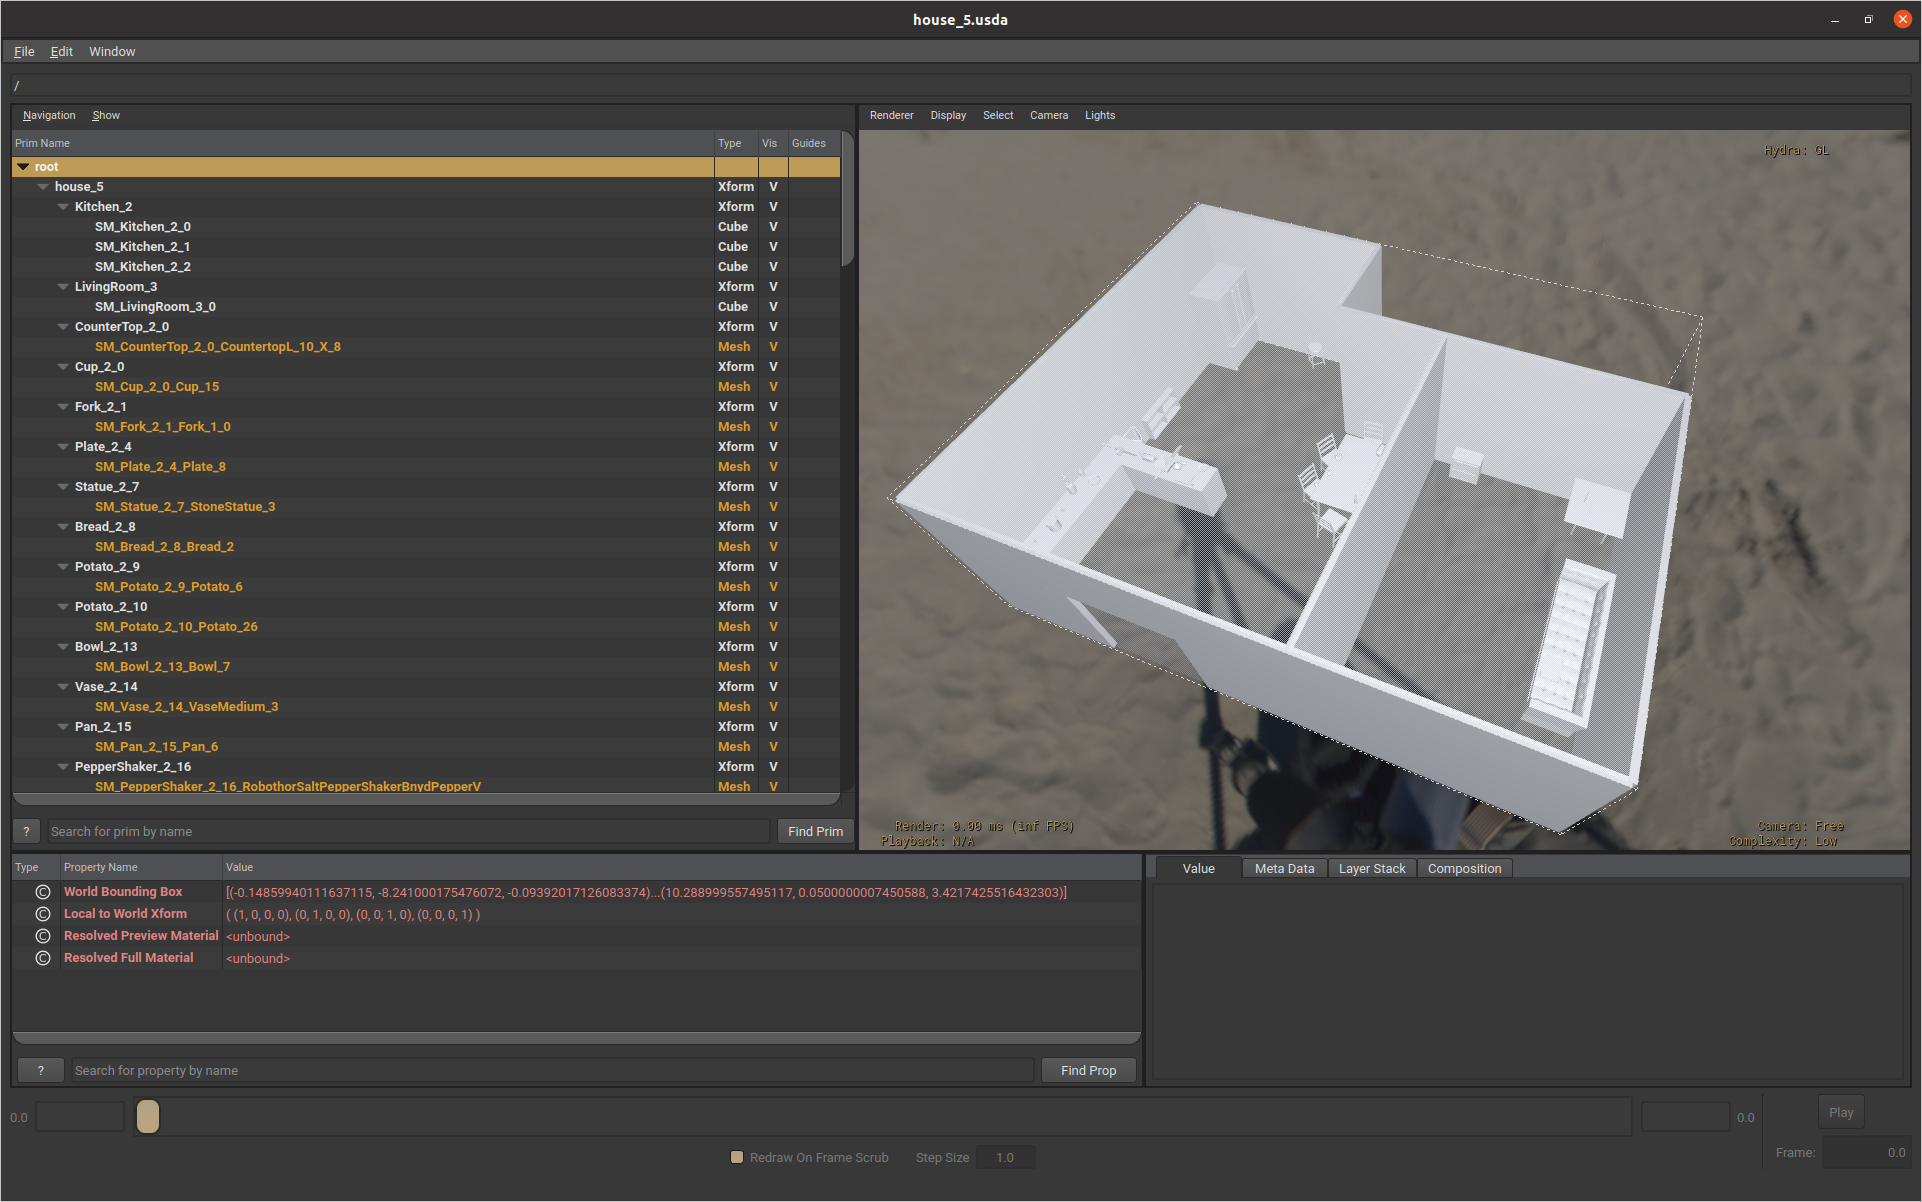 house_5.usda
File Edit Window
/
Navigation Show
Prim Name Type Vis Guides
root
house_5 Xform V
Kitchen_2 Xform V
SM_Kitchen_2_0 Cube V
SM_Kitchen_2_1 Cube V
SM_Kitchen_2_2 Cube V
LivingRoom_3 Xform V
SM_LivingRoom_3_0 Cube V
CounterTop_2_0 Xform V
SM_CounterTop_2_0_CountertopL_10_X_8 Mesh V
Cup_2_0 Xform V
SM_Cup_2_0_Cup_15 Mesh V
Fork_2_1 Xform V
SM_Fork_2_1_Fork_1_0 Mesh V
Plate_2_4 Xform V
SM_Plate_2_4_Plate_8 Mesh V
Statue_2_7 Xform V
SM_Statue_2_7_StoneStatue_3 Mesh V
Bread_2_8 Xform V
SM_Bread_2_8_Bread_2 Mesh V
Potato_2_9 Xform V
SM_Potato_2_9_Potato_6 Mesh V
Potato_2_10 Xform V
SM_Potato_2_10_Potato_26 Mesh V
Bowl_2_13 Xform V
SM_Bowl_2_13_Bowl_7 Mesh V
Vase_2_14 Xform V
SM_Vase_2_14_VaseMedium_3 Mesh V
Pan_2_15 Xform V
SM_Pan_2_15_Pan_6 Mesh V
PepperShaker_2_16 Xform V
SM_PepperShaker_2_16_RobothorSaltPepperShakerBnydPepperV Mesh V
? Search for prim by name Find Prim
Renderer Display Select Camera Lights
Hydra: GL
Render: 0.00 ms (inf FPS)
Playback: N/A
Camera: Free
Complexity: Low
Type Property Name Value
© World Bounding Box [(-0.14859940111637115, -8.241000175476072, -0.09392017126083374)...(10.288999557495117, 0.0500000007450588, 3.4217425516432303)]
© Local to World Xform ( (1, 0, 0, 0), (0, 1, 0, 0), (0, 0, 1, 0), (0, 0, 0, 1) )
© Resolved Preview Material <unbound>
© Resolved Full Material <unbound>
? Search for property by name Find Prop
Value Meta Data Layer Stack Composition
0.0 0.0 Play
Redraw On Frame Scrub Step Size 1.0 Frame: 0.0